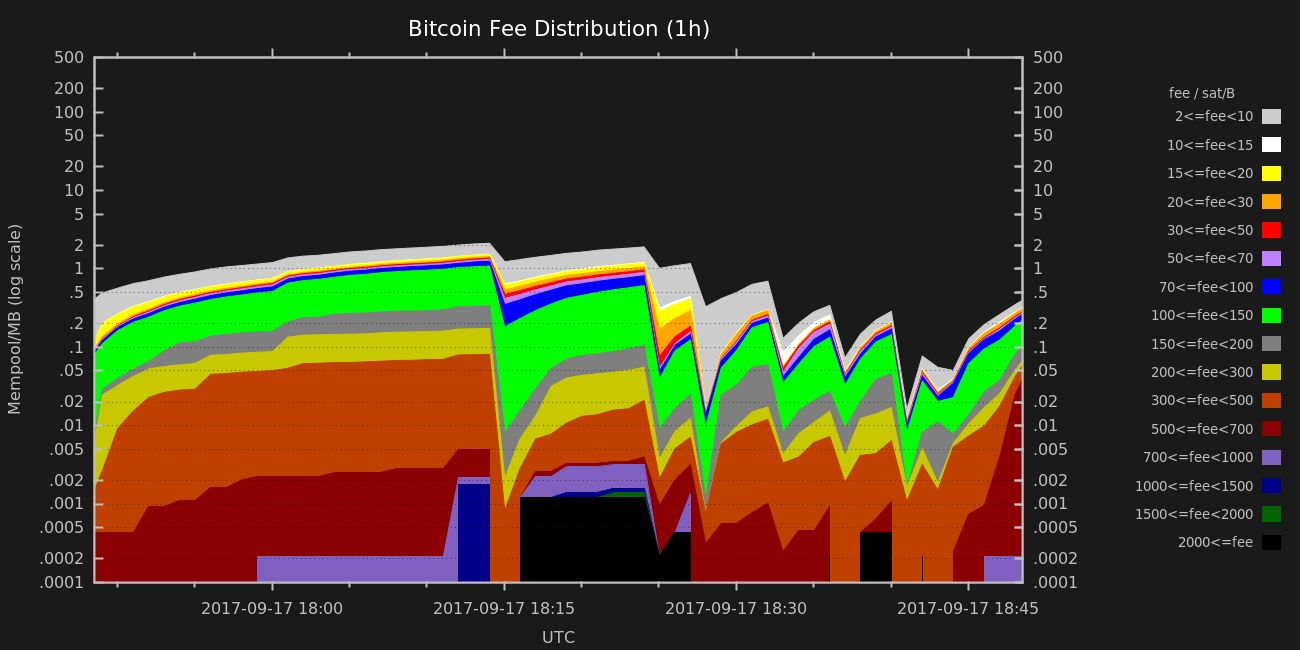 Bitcoin Fee Distribution (1h)
Mempool/MB (log scale)
500
200
100
50
20
10
5
2
1
.5
.2
.1
.05
.02
.01
.005
.002
.001
.0005
.0002
.0001
500
200
100
50
20
10
5
2
1
.5
.2
.1
.05
.02
.01
.005
.002
.001
.0005
.0002
.0001
2017-09-17 18:00
2017-09-17 18:15
2017-09-17 18:30
2017-09-17 18:45
UTC
fee / sat/B
2<=fee<10
10<=fee<15
15<=fee<20
20<=fee<30
30<=fee<50
50<=fee<70
70<=fee<100
100<=fee<150
150<=fee<200
200<=fee<300
300<=fee<500
500<=fee<700
700<=fee<1000
1000<=fee<1500
1500<=fee<2000
2000<=fee